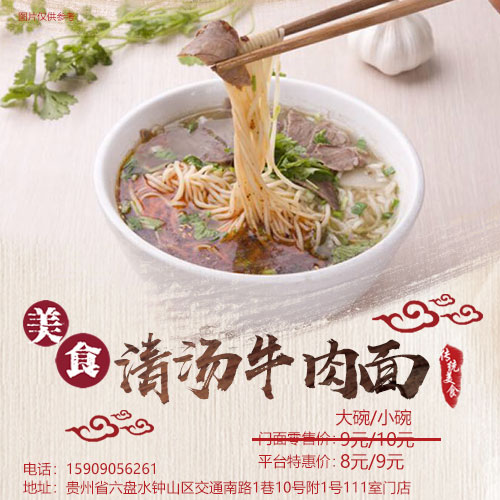 图片仅供参考
美食
清汤牛肉面
传统美食
大碗/小碗
门面零售价：9元/10元
平台特惠价：8元/9元
电话：15909056261
地址：贵州省六盘水钟山区交通南路1巷10号附1号111室门店